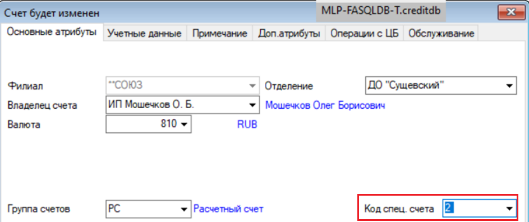 Счет будет изменен
MLP-FASQLDB-T.creditdb
Основные атрибуты Учетные данные Примечание Доп.атрибуты Операции с ЦБ Обслуживание
Филиал **СОЮЗ Отделение ДО "Сущевский"
Владелец счета ИП Мошечков О. Б. Мошечков Олег Борисович
Валюта 810 RUB
Группа счетов РС Расчетный счет Код спец. счета 2